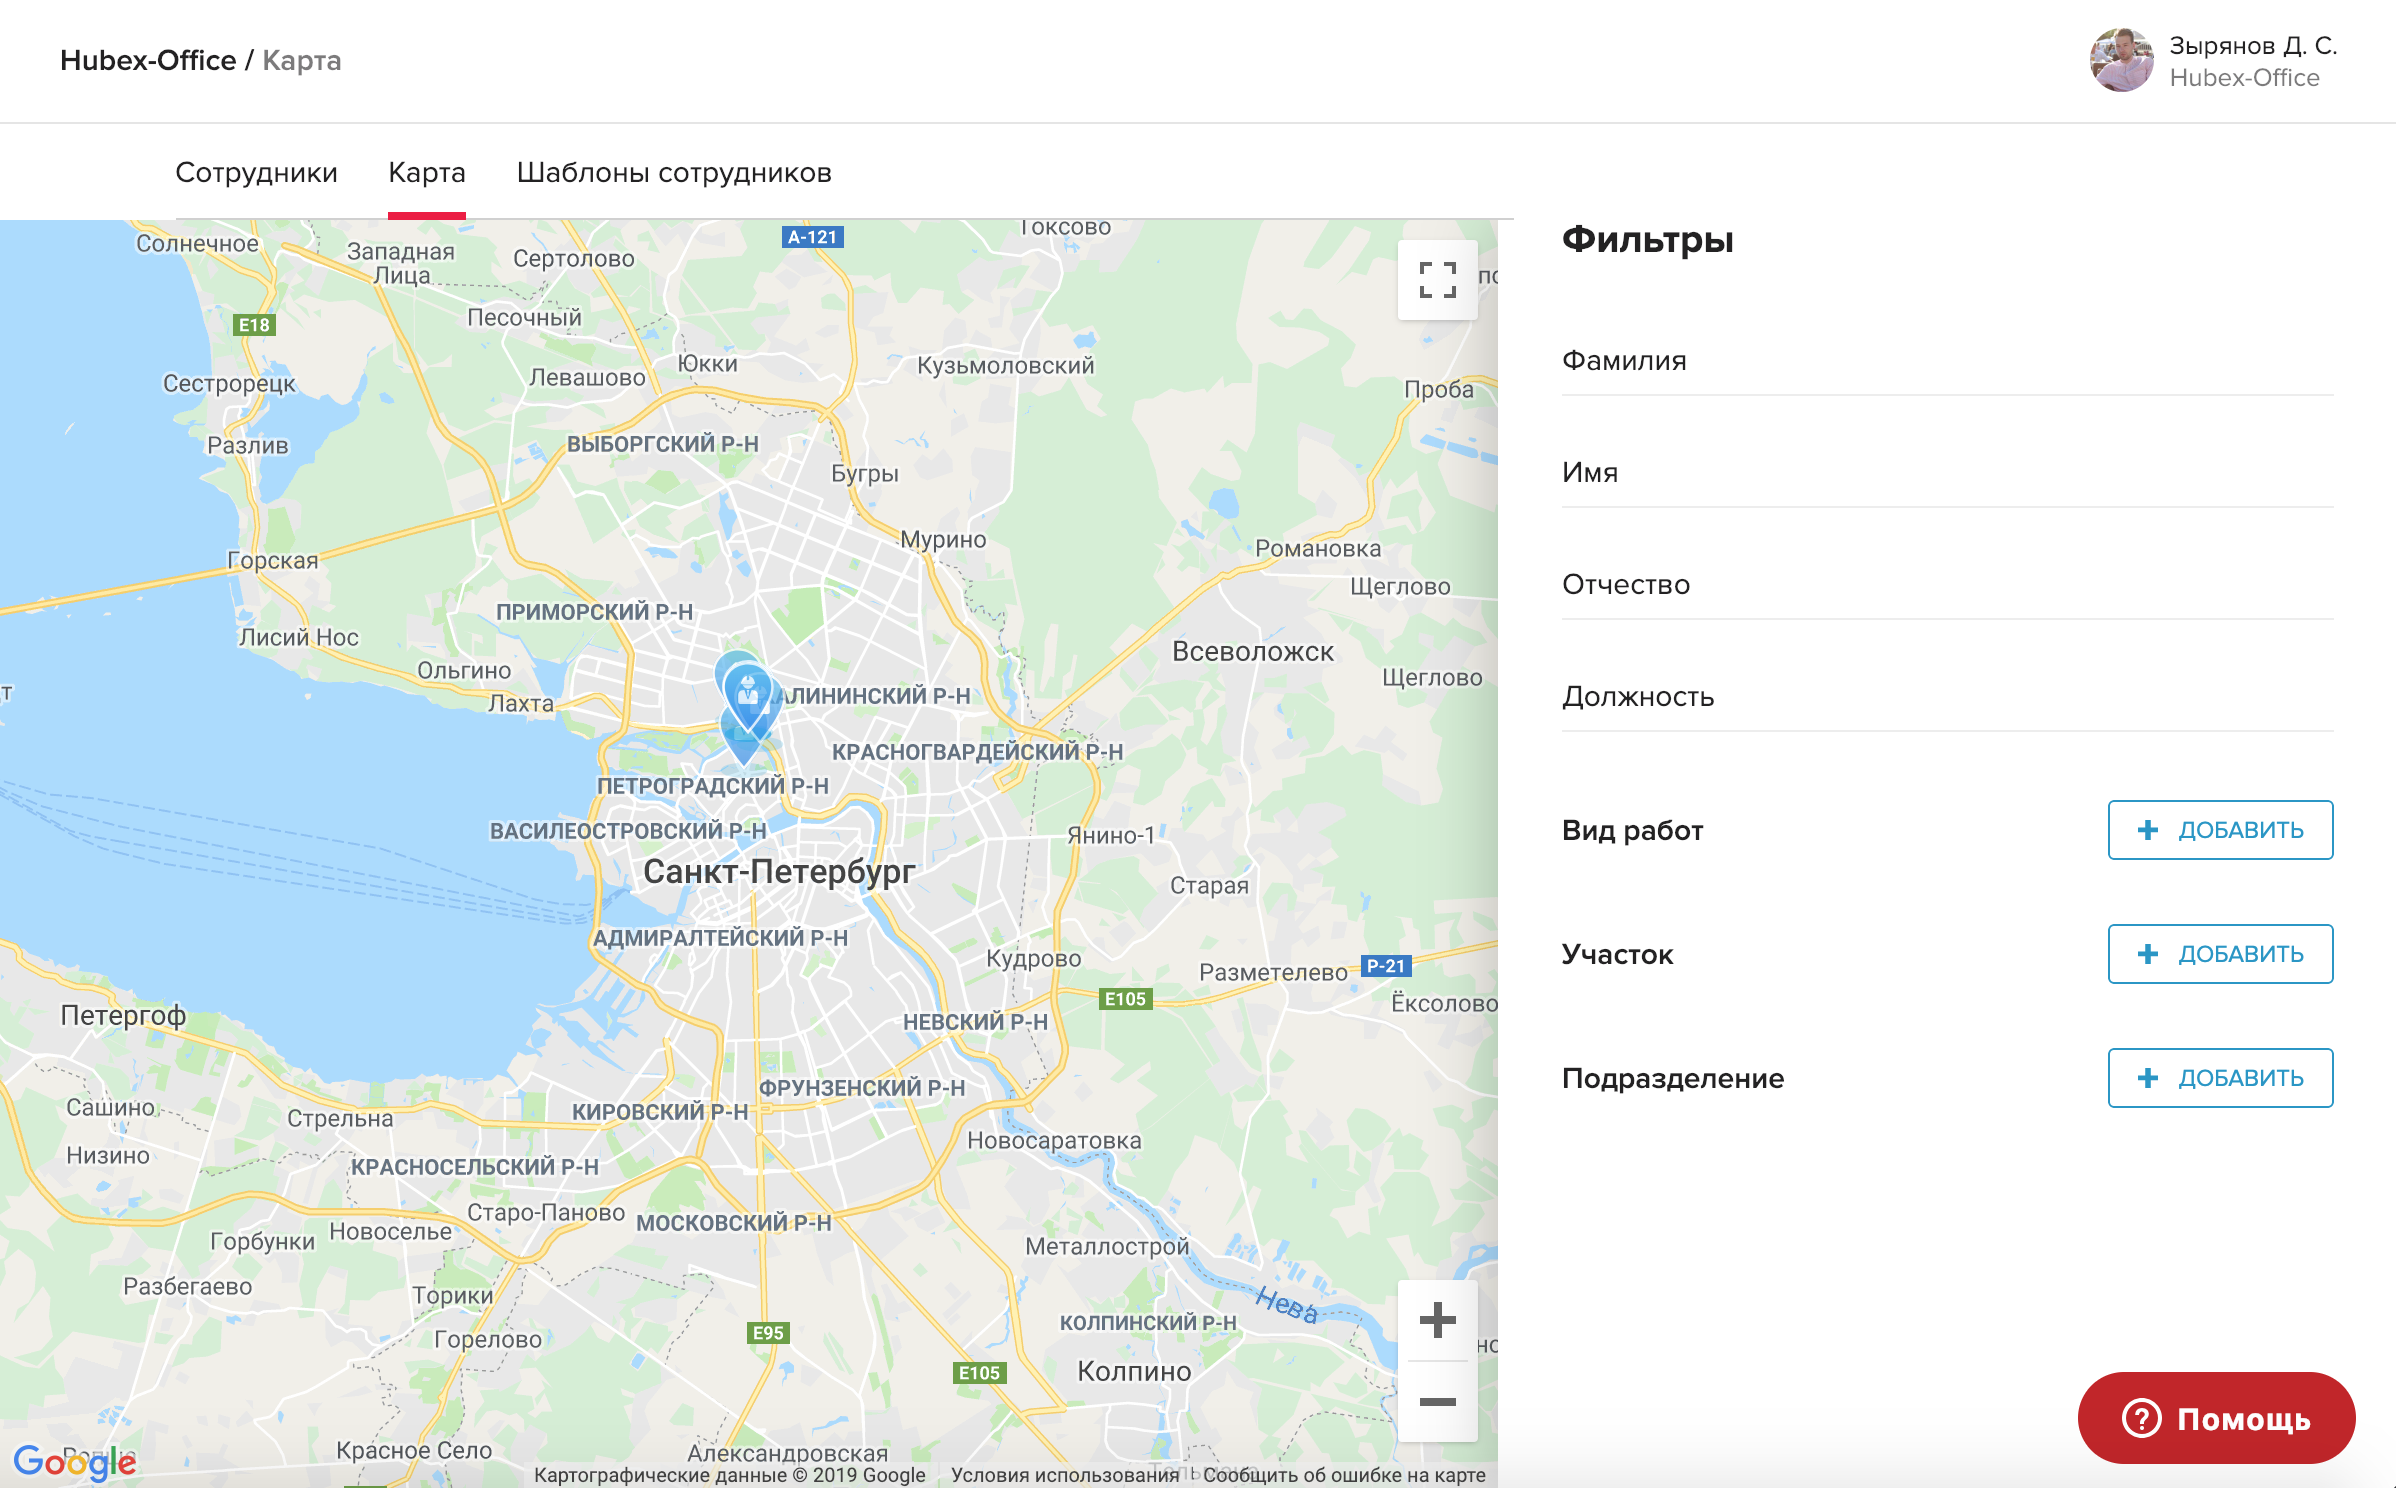 Hubex-Office / Карта
Зырянов Д. С.
Hubex-Office
Сотрудники
Карта
Шаблоны сотрудников
Солнечное
Западная
Лица
Сертолово
А-121
Токсово
E18
Песочный
Юкки
Левашово
Кузьмоловский
Сестрорецк
Проба
Разлив
ВЫБОРГСКИЙ Р-Н
Бугры
Мурино
Романовка
Горская
Щеглово
ПРИМОРСКИЙ Р-Н
Лисий Нос
Всеволожск
Ольгино
Щеглово
АЛИНИНСКИЙ Р-Н
Лахта
КРАСНОГВАРДЕЙСКИЙ Р-Н
ПЕТРОГРАДСКИЙ Р-Н
ВАСИЛЕОСТРОВСКИЙ Р-Н
Янино-1
Санкт-Петербург
Старая
АДМИРАЛТЕЙСКИЙ Р-Н
Кудрово
Разметелово
Р-21
E105
Ёксолово
Петергоф
НЕВСКИЙ Р-Н
ФРУНЗЕНСКИЙ Р-Н
Сашино
Стрельна
КИРОВСКИЙ Р-Н
Новосаратовка
Низино
КРАСНОСЕЛЬСКИЙ Р-Н
Старо-Паново
МОСКОВСКИЙ Р-Н
Новоселье
Горбунки
Металлострой
Разбегаево
Торики
Нева
КОЛПИНСКИЙ Р-Н
E95
Горелово
E105
Колпино
Красное Село
Александровская
Google
Картографические данные © 2019 Google
Условия использования
Сообщить об ошибке на карте
Фильтры
Фамилия
Имя
Отчество
Должность
Вид работ
ДОБАВИТЬ
Участок
ДОБАВИТЬ
Подразделение
ДОБАВИТЬ
Помощь